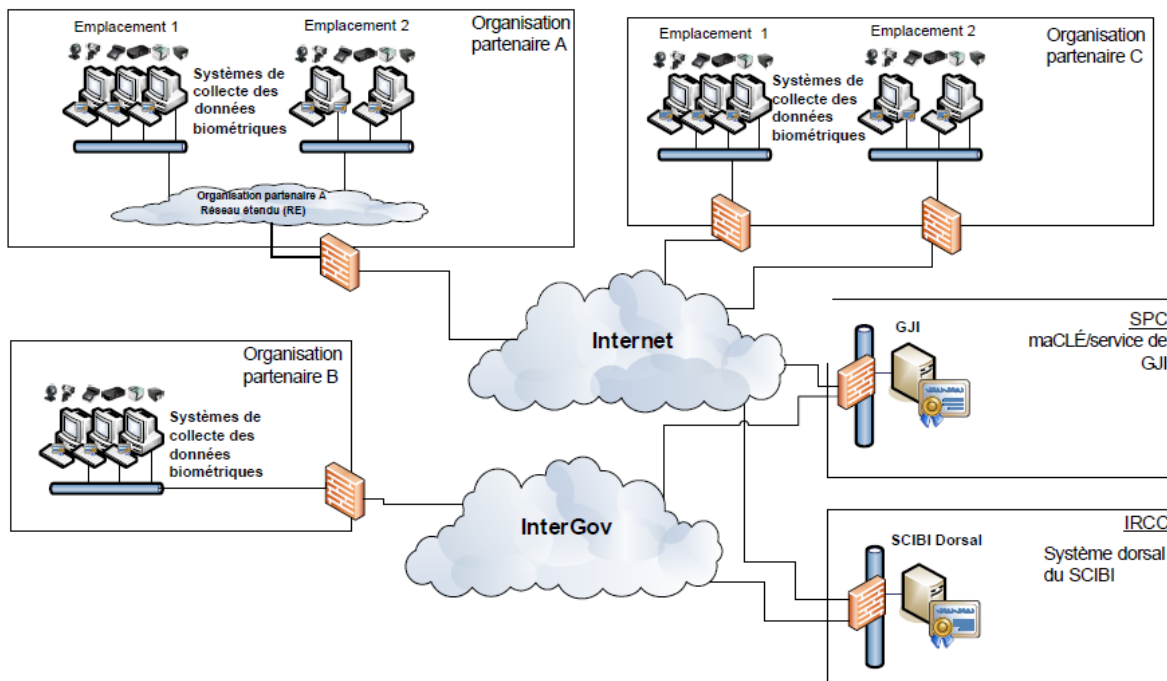 Emplacement 1
Emplacement 2
Organisation
partenaire A
Systèmes de
collecte des
données
biométriques
Organisation partenaire A
Réseau étendu (RE)
Emplacement 1
Emplacement 2
Organisation
partenaire C
Systèmes de
collecte des
données
biométriques
Internet
GJI
SPC
maCLÉ/service de
GJI
Organisation
partenaire B
Systèmes de
collecte des
données
biométriques
InterGov
IRCC
SCIBI Dorsal
Système dorsal
du SCIBI